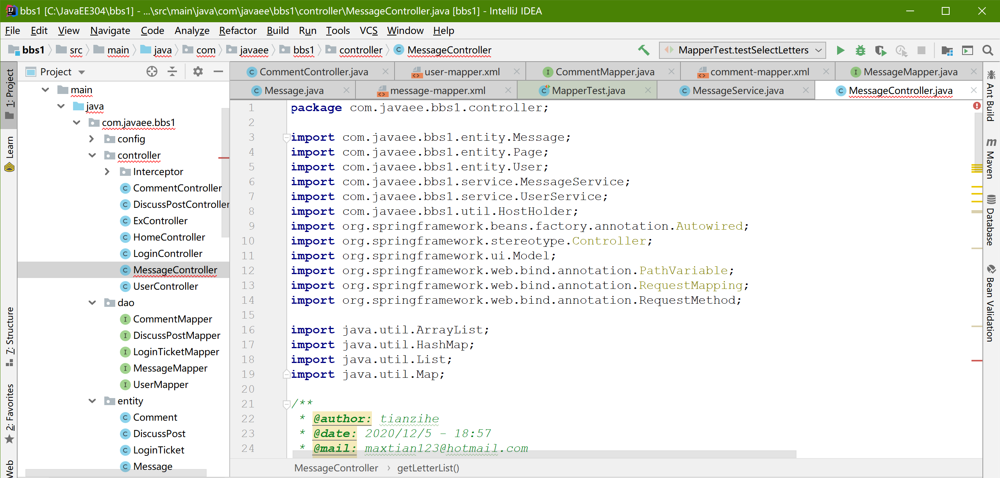 bbs1 [C:\JavaEE304\bbs1] - ...\src\main\java\com\javaee\bbs1\controller\MessageController.java [bbs1] - IntelliJ IDEA
File Edit View Navigate Code Analyze Refactor Build Run Tools VCS Window Help
bbs1 src main java com javaee bbs1 controller MessageController MapperTest.testSelectLetters
1: Project
Learn
7: Structure
2: Favorites
Web
Project
main
java
com.javaee.bbs1
config
controller
Interceptor
CommentController
DiscussPostController
ExController
HomeController
LoginController
MessageController
UserController
dao
CommentMapper
DiscussPostMapper
LoginTicketMapper
MessageMapper
UserMapper
entity
Comment
DiscussPost
LoginTicket
Message
CommentController.java user-mapper.xml CommentMapper.java comment-mapper.xml MessageMapper.java
Message.java message-mapper.xml MapperTest.java MessageService.java MessageController.java
1 package com.javaee.bbs1.controller;
2
3 import com.javaee.bbs1.entity.Message;
4 import com.javaee.bbs1.entity.Page;
5 import com.javaee.bbs1.entity.User;
6 import com.javaee.bbs1.service.MessageService;
7 import com.javaee.bbs1.service.UserService;
8 import com.javaee.bbs1.util.HostHolder;
9 import org.springframework.beans.factory.annotation.Autowired;
10 import org.springframework.stereotype.Controller;
11 import org.springframework.ui.Model;
12 import org.springframework.web.bind.annotation.PathVariable;
13 import org.springframework.web.bind.annotation.RequestMapping;
14 import org.springframework.web.bind.annotation.RequestMethod;
15
16 import java.util.ArrayList;
17 import java.util.HashMap;
18 import java.util.List;
19 import java.util.Map;
20
21 /**
22 * @author: tianzihe
23 * @date: 2020/12/5 - 18:57
24 * @mail: maxtian123@hotmail.com
MessageController › getLetterList()
Ant Build
Maven
Database
Bean Validation